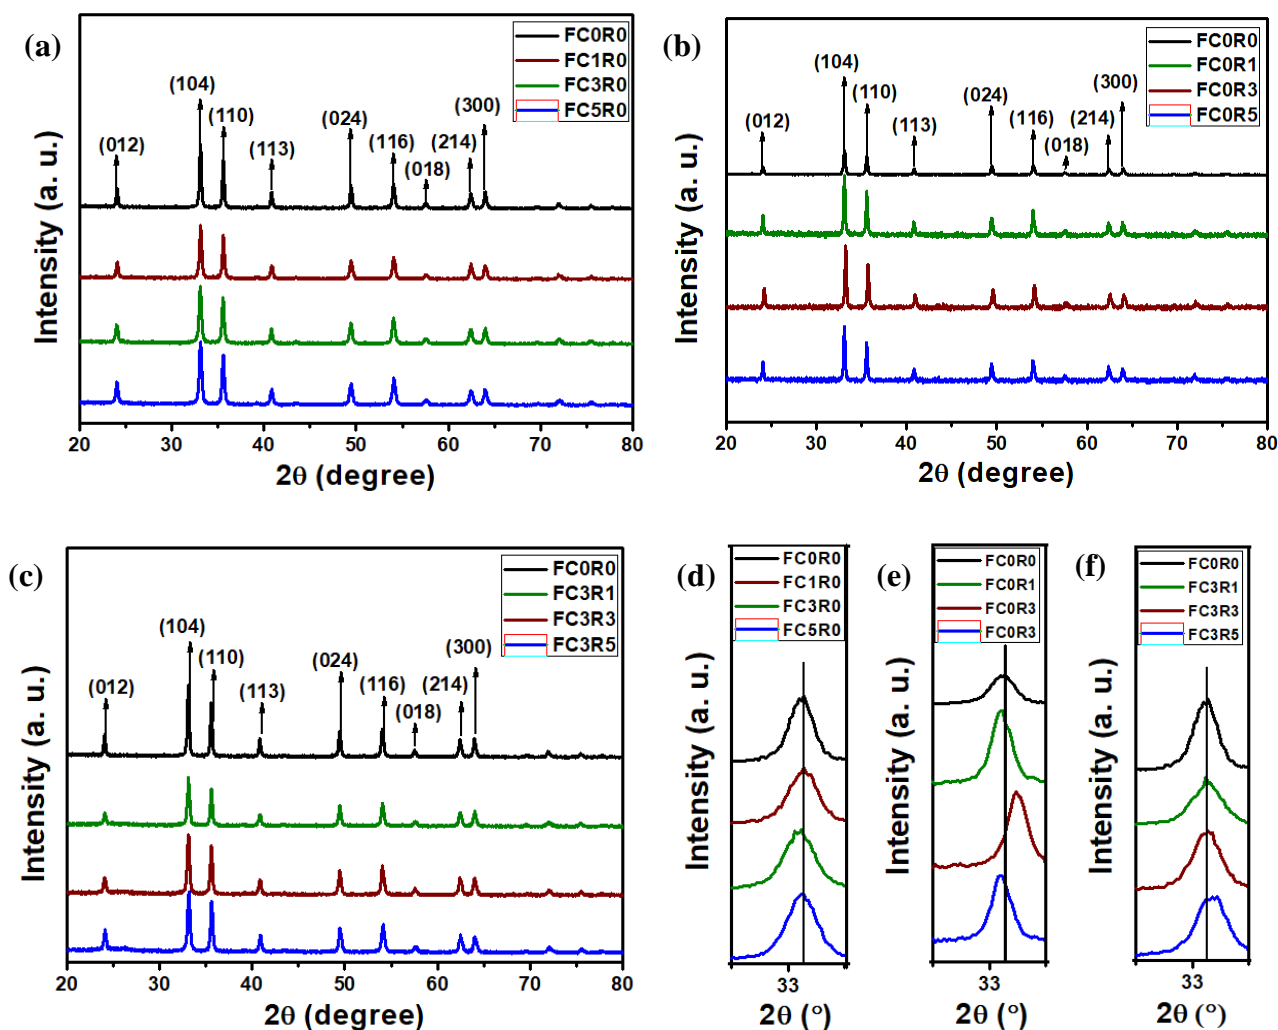 (a)
FC0R0
FC1R0
FC3R0
FC5R0
(104)
(110)
(012)
(113)
(024)
(116)
(018)
(214)
(300)
Intensity (a. u.)
20 30 40 50 60 70 80
2θ (degree)
(b)
FC0R0
FC0R1
FC0R3
FC0R5
(104)
(110)
(012)
(113)
(024)
(116)
(018)
(214)
(300)
Intensity (a. u.)
20 30 40 50 60 70 80
2θ (degree)
(c)
FC0R0
FC3R1
FC3R3
FC3R5
(104)
(110)
(012)
(113)
(024)
(116)
(018)
(214)
(300)
Intensity (a. u.)
20 30 40 50 60 70 80
2θ (degree)
(d)
FC0R0
FC1R0
FC3R0
FC5R0
Intensity (a. u.)
33
2θ (°)
(e)
FC0R0
FC0R1
FC0R3
FC0R3
Intensity (a. u.)
33
2θ (°)
(f)
FC0R0
FC3R1
FC3R3
FC3R5
Intensity (a. u.)
33
2θ (°)